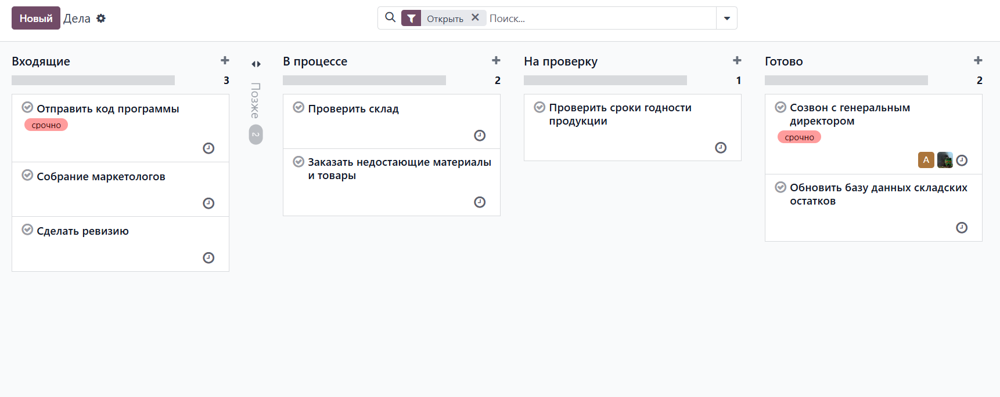 Новый Дела
Открыть Поиск...
Входящие
3
Отправить код программы
срочно
Собрание маркетологов
Сделать ревизию
Позже 2
В процессе
2
Проверить склад
Заказать недостающие материалы
и товары
На проверку
1
Проверить сроки годности
продукции
Готово
2
Созвон с генеральным
директором
срочно
A
Обновить базу данных складских
остатков